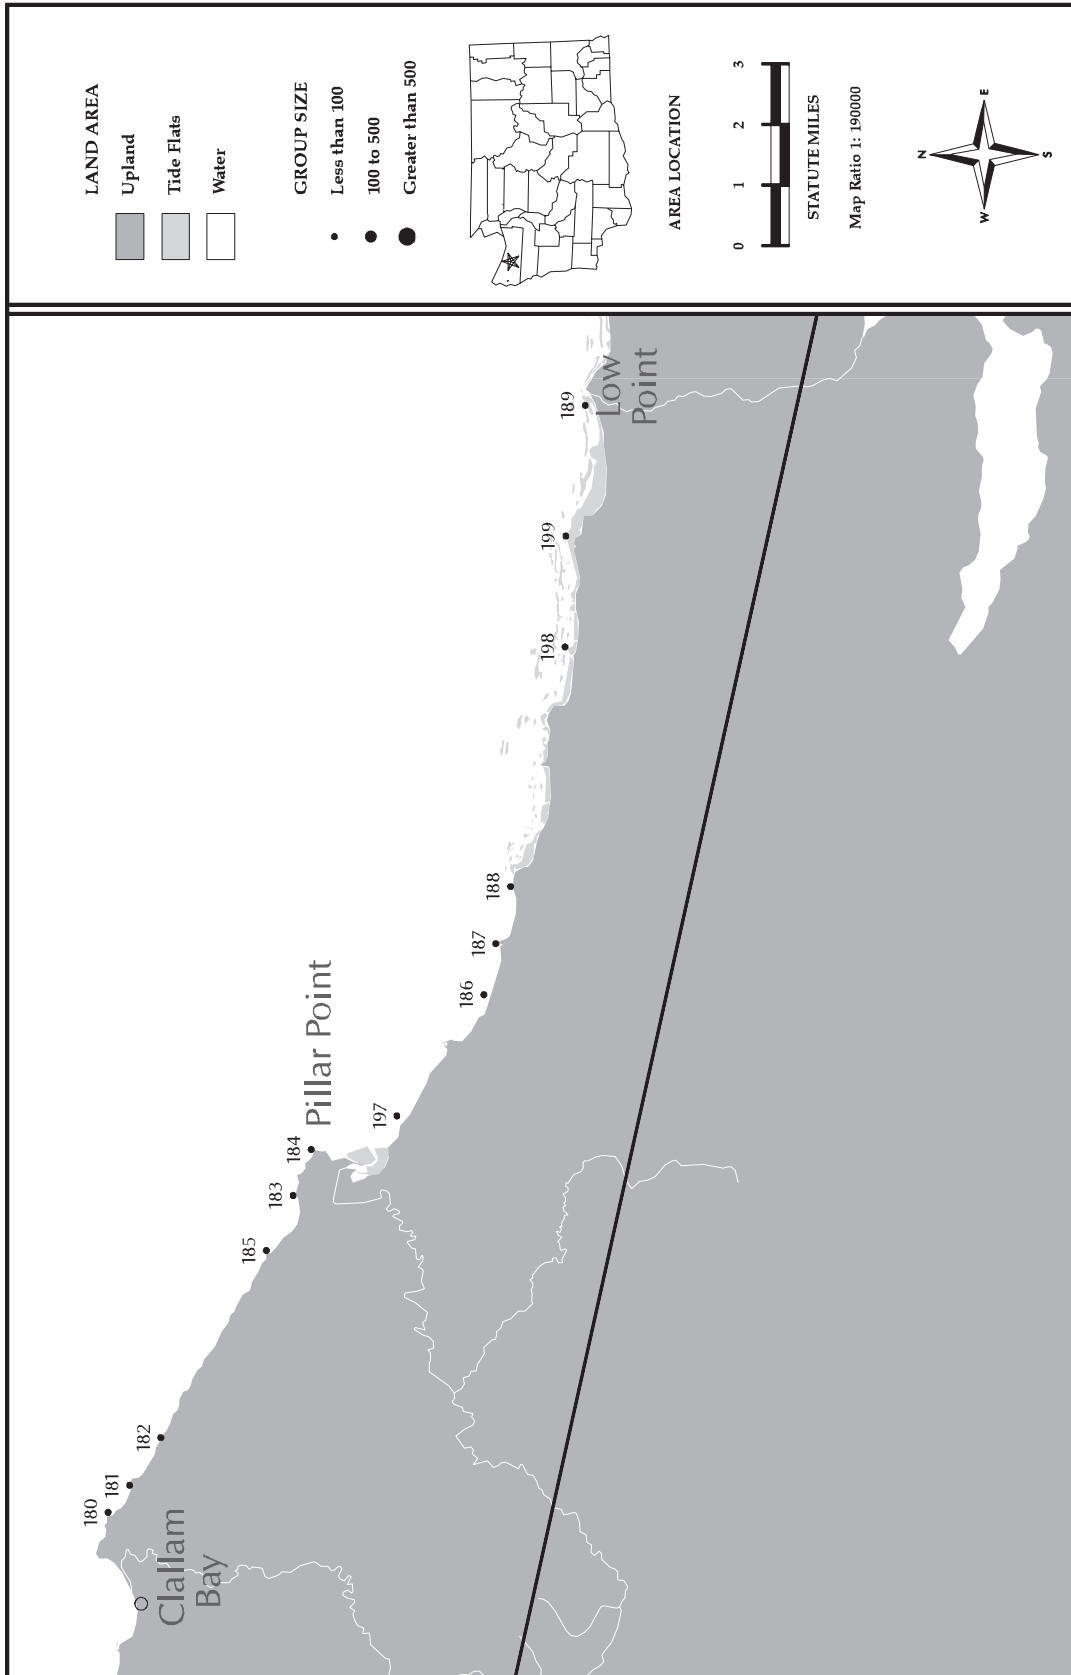 LAND AREA
Upland
Tide Flats
Water
GROUP SIZE
Less than 100
100 to 500
Greater than 500
AREA LOCATION
0 1 2 3
STATUTE MILES
Map Ratio 1: 190000
N
E
S
W
180
181
182
185
183
184
197
186
187
188
198
199
189
Clallam
Bay
Pillar Point
Low
Point